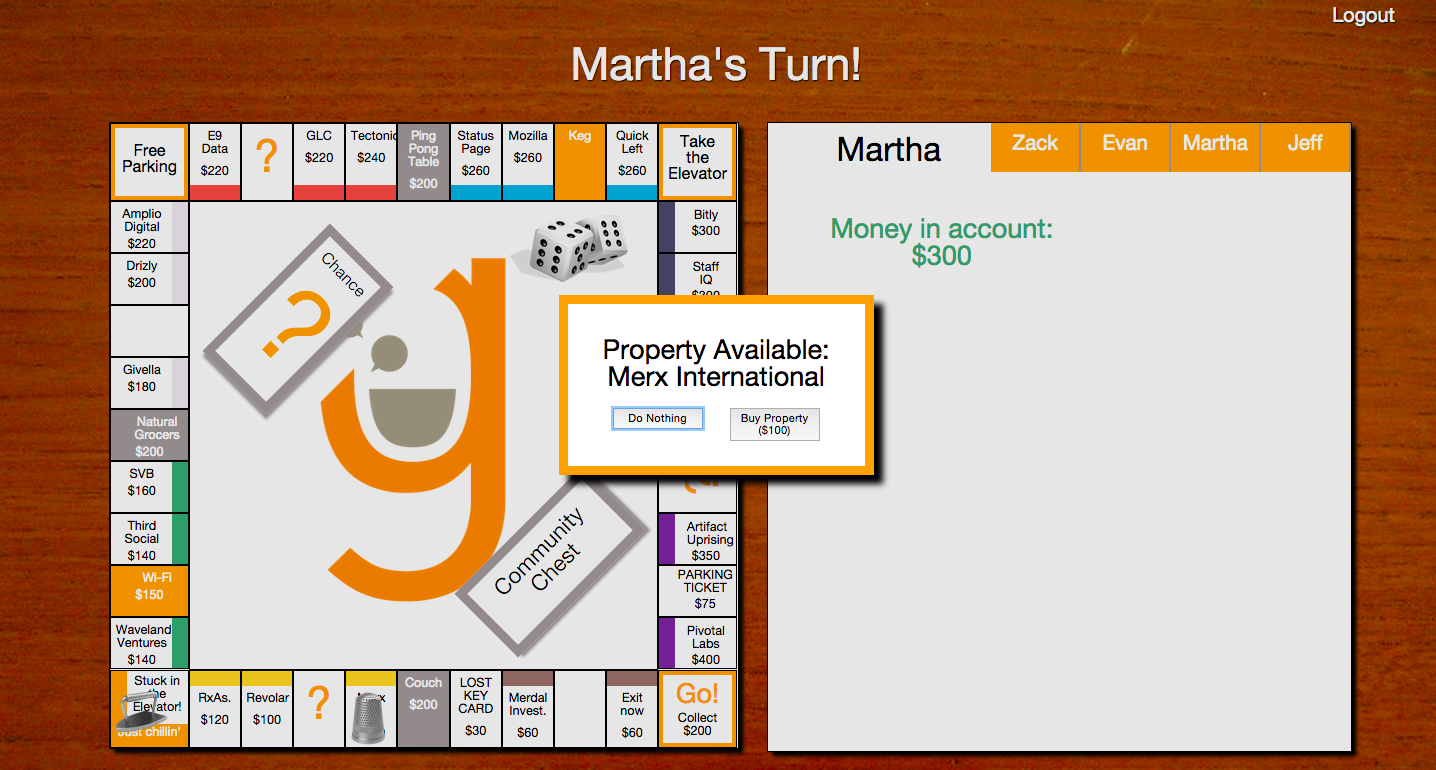 Logout
Martha's Turn!
Free
Parking
E9
Data
$220
?
GLC
$220
Tectonic
$240
Ping
Pong
Table
$200
Status
Page
$260
Mozilla
$260
Keg
Quick
Left
$260
Take
the
Elevator
Martha
Zack
Evan
Martha
Jeff
Money in account:
$300
Amplio
Digital
$220
Drizly
$200
Givella
$180
Natural
Grocers
$200
SVB
$160
Third
Social
$140
Wi-Fi
$150
Waveland
Ventures
$140
Chance
?
g
Community
Chest
Bitly
$300
Staff
IQ
$300
Property Available:
Merx International
Do Nothing
Buy Property
($100)
Artifact
Uprising
$350
PARKING
TICKET
$75
Pivotal
Labs
$400
Stuck in
the
Elevator!
Just chillin'
RxAs.
$120
Revolar
$100
?
Couch
$200
LOST
KEY
CARD
$30
Merdal
Invest.
$60
Exit
now
$60
Go!
Collect
$200